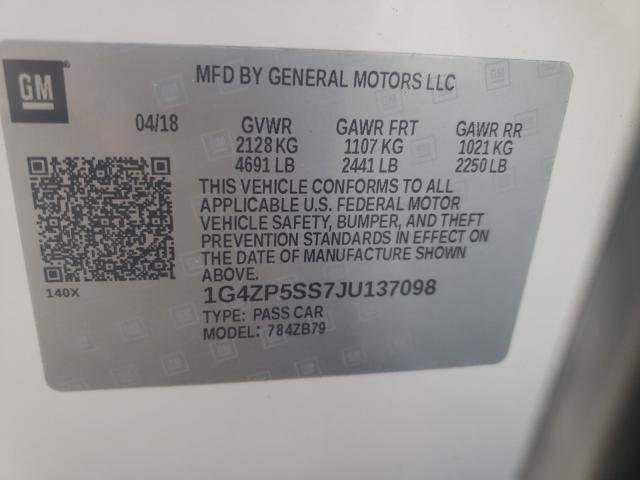 GM
MFD BY GENERAL MOTORS LLC
04/18 GVWR GAWR FRT GAWR RR
2128 KG 1107 KG 1021 KG
4691 LB 2441 LB 2250 LB
THIS VEHICLE CONFORMS TO ALL
APPLICABLE U.S. FEDERAL MOTOR
VEHICLE SAFETY, BUMPER, AND THEFT
PREVENTION STANDARDS IN EFFECT ON
THE DATE OF MANUFACTURE SHOWN
ABOVE.
140X 1G4ZP5SS7JU137098
TYPE: PASS CAR
MODEL: 784ZB79